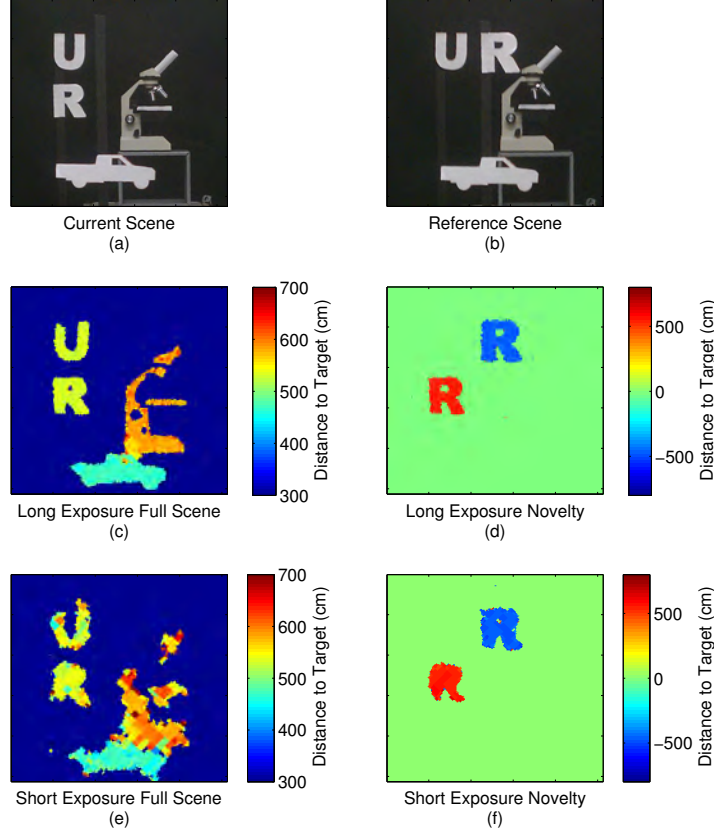 U
R
U R
Current Scene
(a)
Reference Scene
(b)
700
600
500
400
300
Distance to Target (cm)
U
R
Long Exposure Full Scene
(c)
500
0
−500
Distance to Target (cm)
R
R
Long Exposure Novelty
(d)
700
600
500
400
300
Distance to Target (cm)
U
R
Short Exposure Full Scene
(e)
500
0
−500
Distance to Target (cm)
R
R
Short Exposure Novelty
(f)